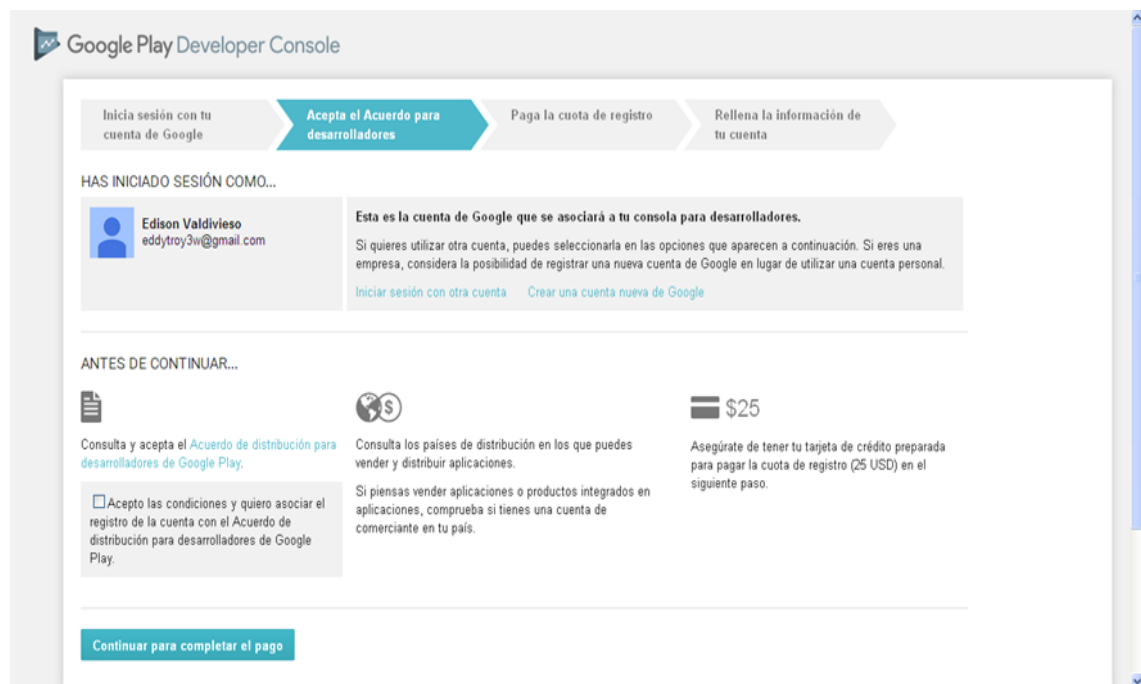 Google Play Developer Console
Inicia sesión con tu
cuenta de Google
Acepta el Acuerdo para
desarrolladores
Paga la cuota de registro
Rellena la información de
tu cuenta
HAS INICIADO SESIÓN COMO...
Edison Valdivieso
eddytroy3w@gmail.com
Esta es la cuenta de Google que se asociará a tu consola para desarrolladores.
Si quieres utilizar otra cuenta, puedes seleccionarla en las opciones que aparecen a continuación. Si eres una
empresa, considera la posibilidad de registrar una nueva cuenta de Google en lugar de utilizar una cuenta personal.
Iniciar sesión con otra cuenta Crear una cuenta nueva de Google
ANTES DE CONTINUAR...
Consulta y acepta el Acuerdo de distribución para
desarrolladores de Google Play.
Acepto las condiciones y quiero asociar el
registro de la cuenta con el Acuerdo de
distribución para desarrolladores de Google
Play.
$
Consulta los países de distribución en los que puedes
vender y distribuir aplicaciones.
Si piensas vender aplicaciones o productos integrados en
aplicaciones, comprueba si tienes una cuenta de
comerciante en tu país.
$25
Asegúrate de tener tu tarjeta de crédito preparada
para pagar la cuota de registro (25 USD) en el
siguiente paso.
Continuar para completar el pago